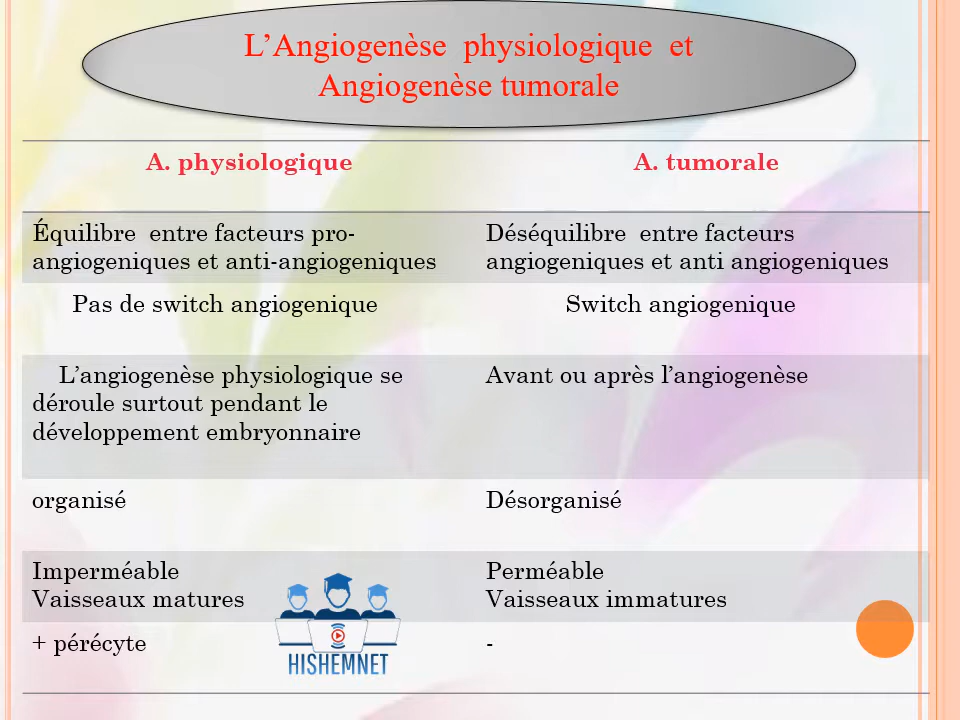 L’Angiogenèse physiologique et
Angiogenèse tumorale
A. physiologique
A. tumorale
Équilibre entre facteurs pro-
angiogeniques et anti-angiogeniques
Déséquilibre entre facteurs
angiogeniques et anti angiogeniques
Pas de switch angiogenique
Switch angiogenique
L’angiogenèse physiologique se
déroule surtout pendant le
développement embryonnaire
Avant ou après l’angiogenèse
organisé
Désorganisé
Imperméable
Vaisseaux matures
Perméable
Vaisseaux immatures
+ pérécyte
-
HISHEMNET